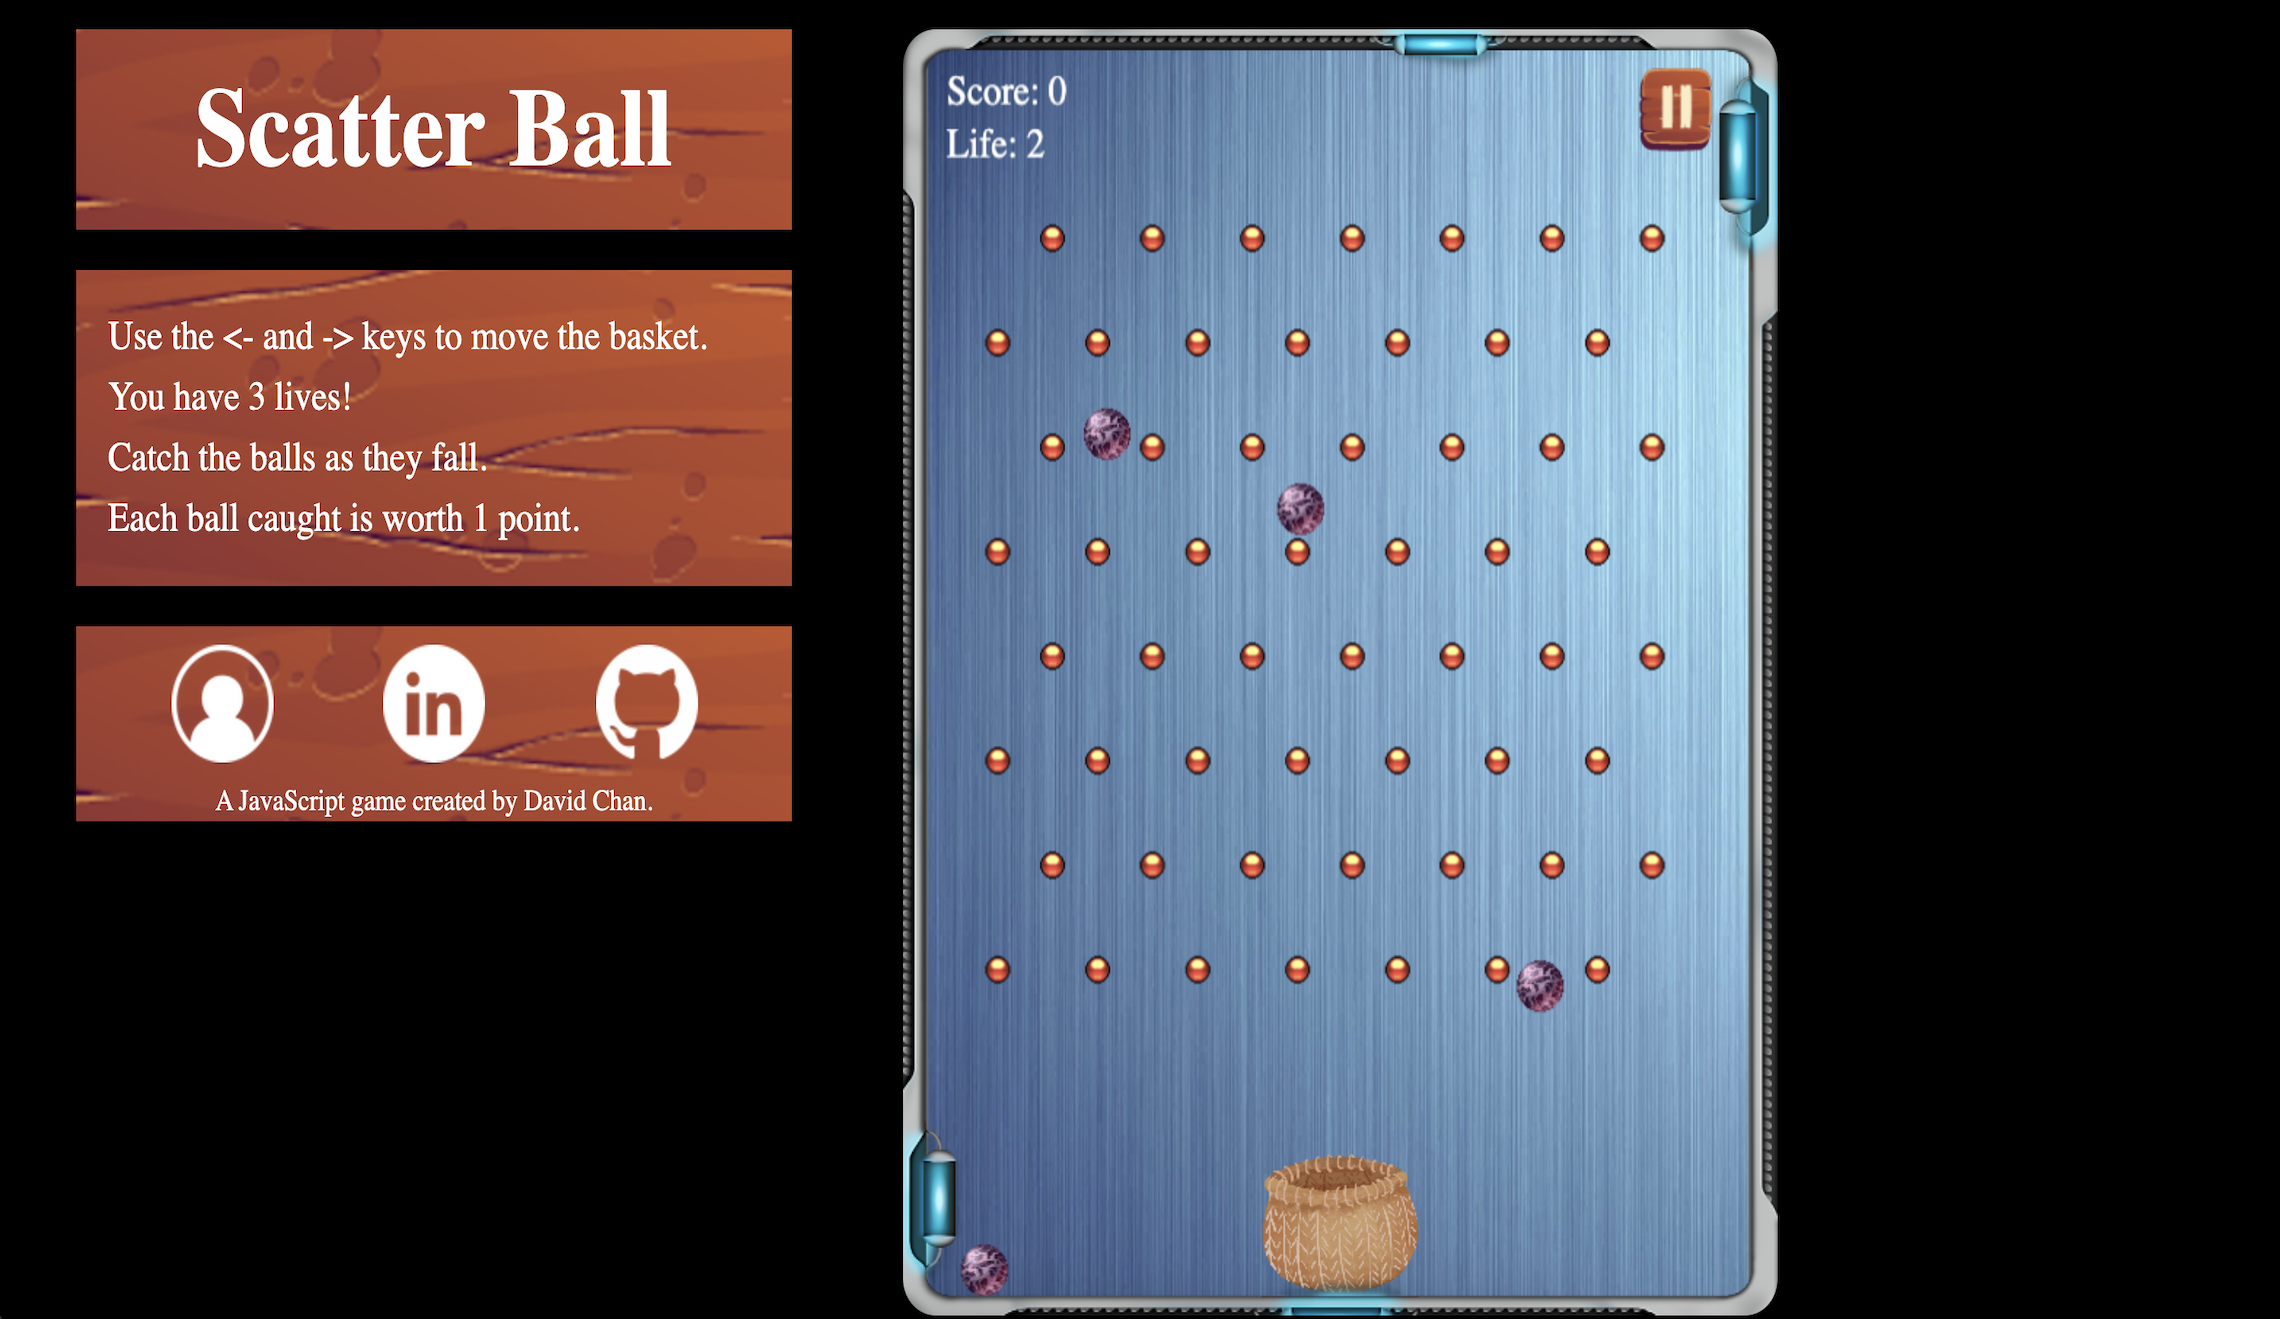 Scatter Ball
Use the <- and -> keys to move the basket.
You have 3 lives!
Catch the balls as they fall.
Each ball caught is worth 1 point.
in
A JavaScript game created by David Chan.
Score: 0
Life: 2